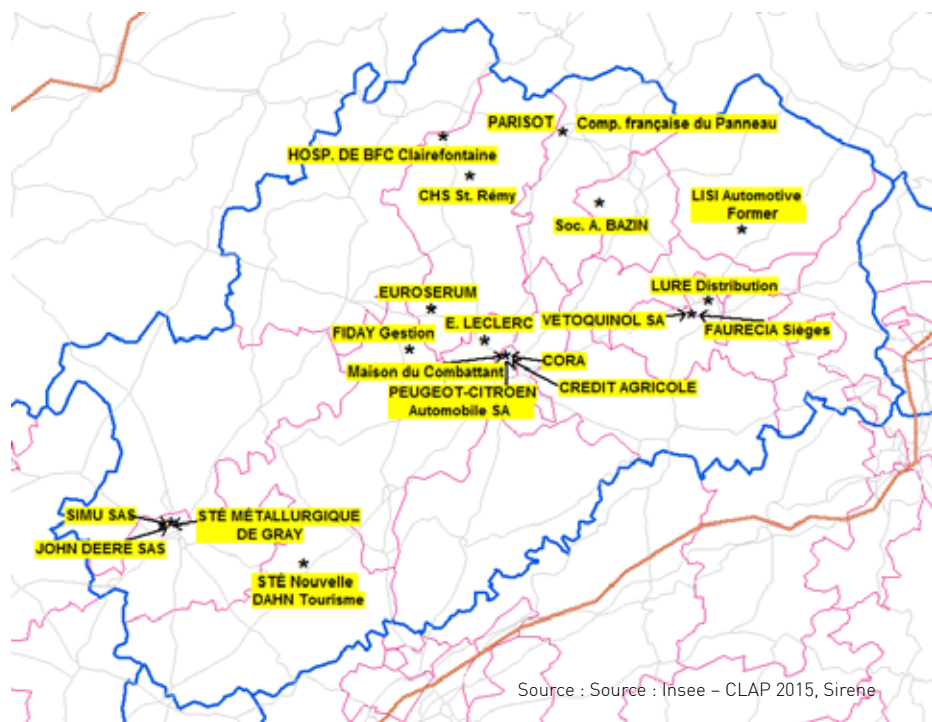 PARISOT
Comp. française du Panneau
HOSP. DE BFC Clairefontaine
CHS St. Rémy
LISI Automotive
Former
Soc. A. BAZIN
LURE Distribution
EUROSERUM
E. LECLERC
VETOQUINOL SA
FAURECIA Sièges
FIDAY Gestion
CORA
Maison du Combattant
PEUGEOT-CITROEN
Automobile SA
CREDIT AGRICOLE
SIMU SAS
STÉ MÉTALLURGIQUE
DE GRAY
JOHN DEERE SAS
STÉ Nouvelle
DAHN Tourisme
Source : Source : Insee – CLAP 2015, Sirene